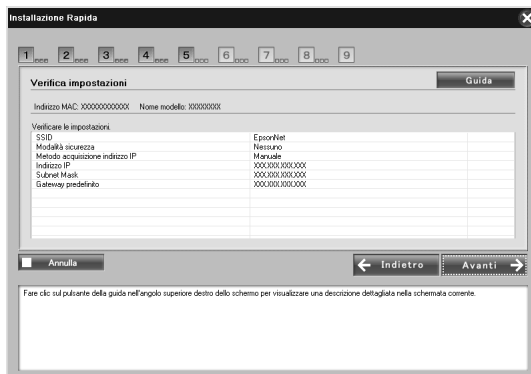 Installazione Rapida
1 2 3 4 5 6 7 8 9
Verifica impostazioni
Guida
Indirizzo MAC: XXXXXXXXXXXX Nome modello: XXXXXXXX
Verificare le impostazioni.
SSID EpsonNet
Modalità sicurezza Nessuno
Metodo acquisizione indirizzo IP Manuale
Indirizzo IP XXX.XXX.XXX.XXX
Subnet Mask XXX.XXX.XXX.XXX
Gateway predefinito XXX.XXX.XXX.XXX
Annulla
Indietro
Avanti
Fare clic sul pulsante della guida nell'angolo superiore destro dello schermo per visualizzare una descrizione dettagliata nella schermata corrente.